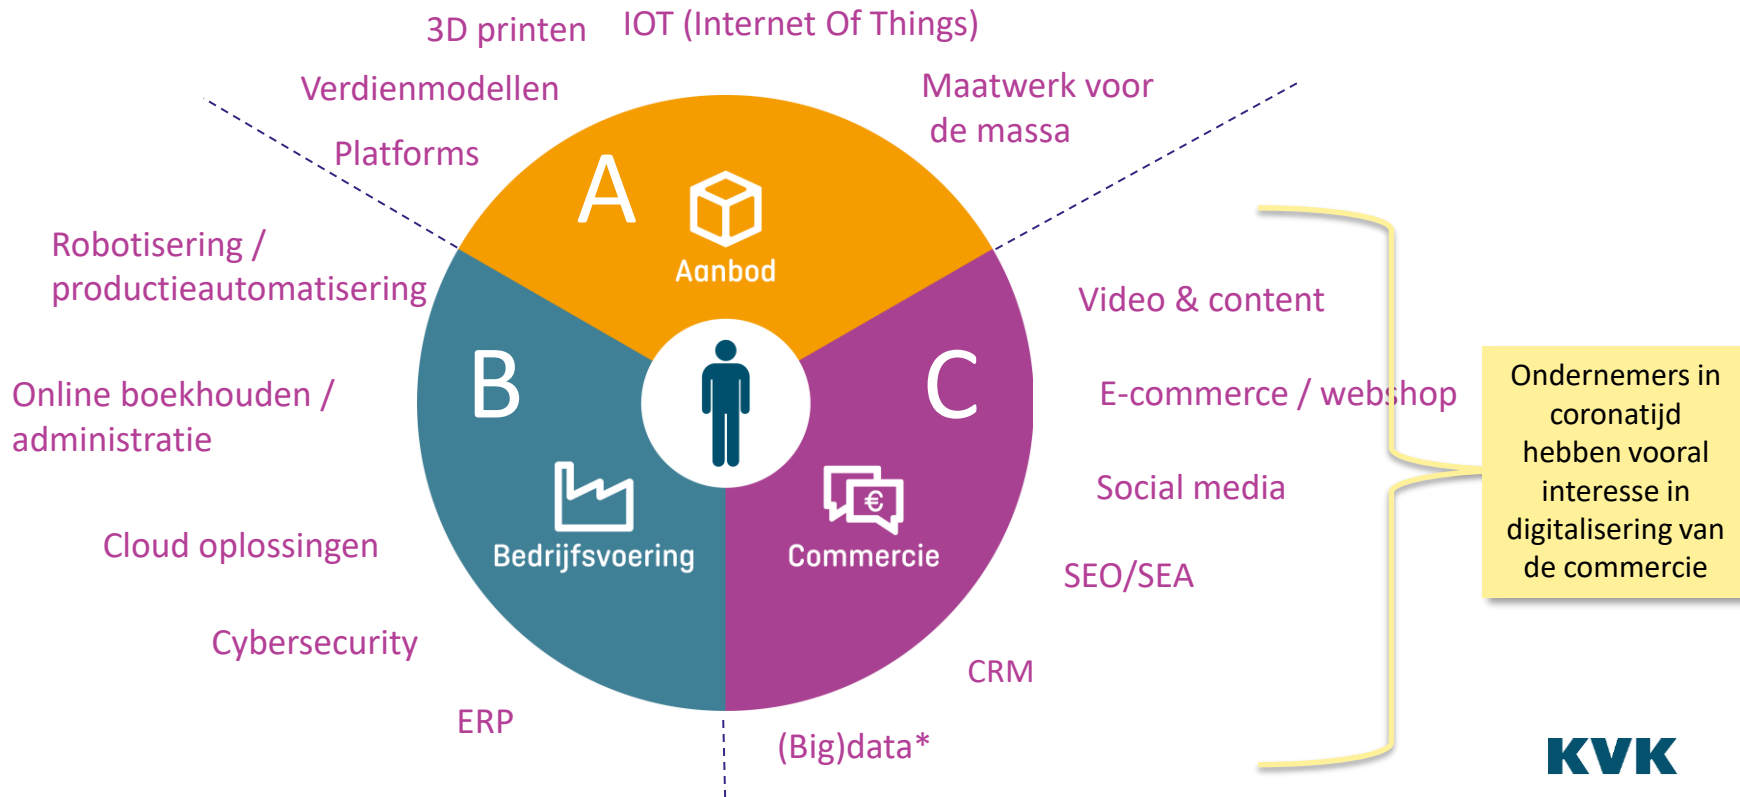 3D printen
IOT (Internet Of Things)
Verdienmodellen
Maatwerk voor
de massa
Platforms
A
Aanbod
Robotisering /
productieautomatisering
Video & content
B
C
Online boekhouden /
administratie
E-commerce / webshop
Ondernemers in
coronatijd
hebben vooral
interesse in
digitalisering van
de commercie
Social media
€
Cloud oplossingen
Bedrijfsvoering
Commercie
SEO/SEA
Cybersecurity
CRM
ERP
(Big)data*
KVK